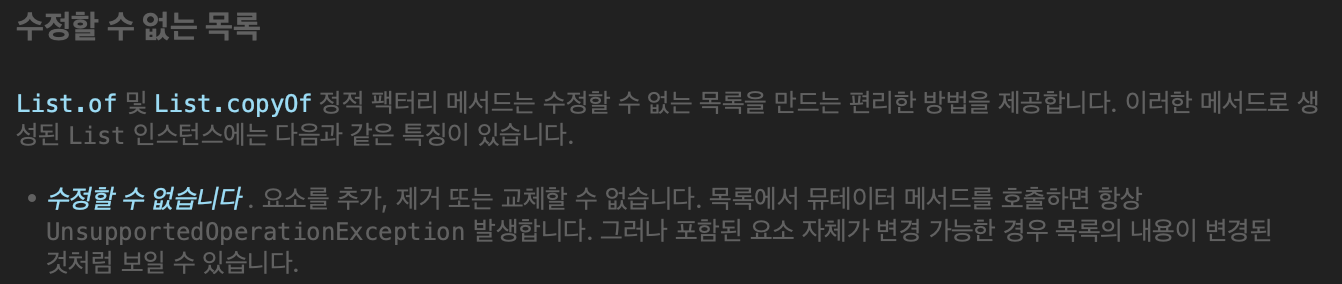 수정할 수 없는 목록
List.of 및 List.copyOf 정적 팩터리 메서드는 수정할 수 없는 목록을 만드는 편리한 방법을 제공합니다. 이러한 메서드로 생
성된 List 인스턴스에는 다음과 같은 특징이 있습니다.
• 수정할 수 없습니다 . 요소를 추가, 제거 또는 교체할 수 없습니다. 목록에서 뮤테이터 메서드를 호출하면 항상
UnsupportedOperationException 발생합니다. 그러나 포함된 요소 자체가 변경 가능한 경우 목록의 내용이 변경된
것처럼 보일 수 있습니다.